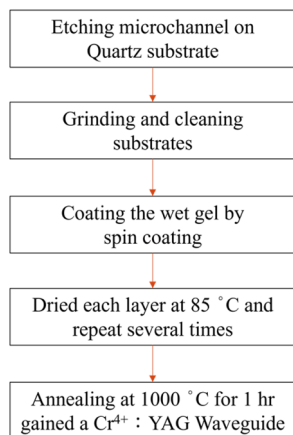 Etching microchannel on
Quartz substrate
Grinding and cleaning
substrates
Coating the wet gel by
spin coating
Dried each layer at 85 °C and
repeat several times
Annealing at 1000 °C for 1 hr
gained a Cr⁴⁺：YAG Waveguide